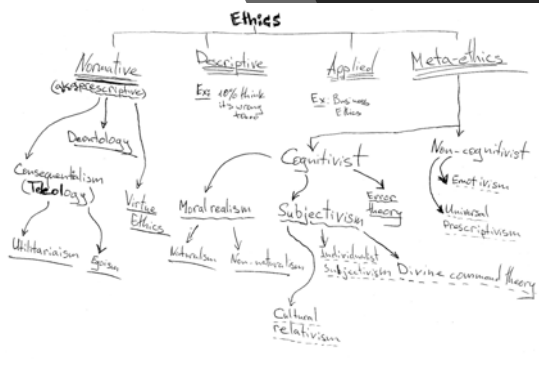 Ethics
Normative
(aka prescriptive)
Descriptive
Ex: 10% think
its wrong
Applied
Ex: Business
Ethics
Meta-ethics
Deontology
Consequentialism
(Teleology)
Virtue
Ethics
Utilitarianism
Egoism
Cognitivist
Non-cognitivist
Emotivism
Universal
Prescriptivism
Moral realism
Subjectivism
Error
theory
Naturalism
Non-naturalism
Individualist
subjectivism
Divine command theory
Cultural
relativism